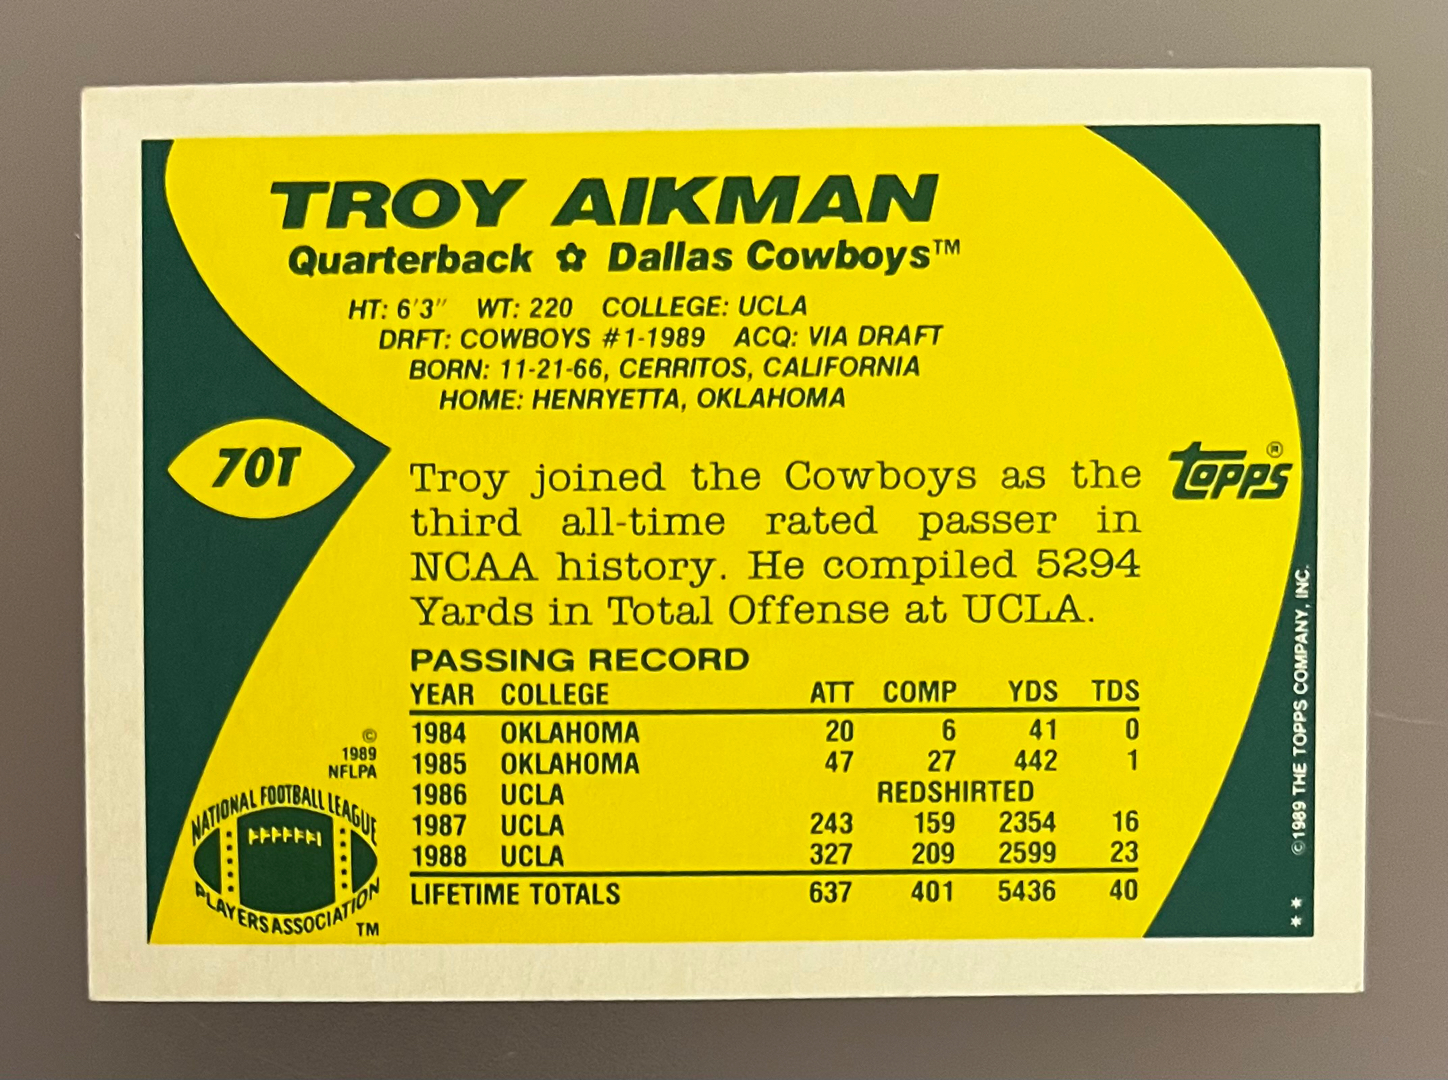 TROY AIKMAN
Quarterback ✿ Dallas Cowboys™
HT: 6'3" WT: 220 COLLEGE: UCLA
DRFT: COWBOYS #1-1989 ACQ: VIA DRAFT
BORN: 11-21-66, CERRITOS, CALIFORNIA
HOME: HENRYETTA, OKLAHOMA
70T
Troy joined the Cowboys as the
third all-time rated passer in
NCAA history. He compiled 5294
Yards in Total Offense at UCLA.
topps®
PASSING RECORD
YEAR COLLEGE ATT COMP YDS TDS
1984 OKLAHOMA 20 6 41 0
1985 OKLAHOMA 47 27 442 1
1986 UCLA REDSHIRTED
1987 UCLA 243 159 2354 16
1988 UCLA 327 209 2599 23
LIFETIME TOTALS 637 401 5436 40
©
1989
NFLPA
NATIONAL FOOTBALL LEAGUE
PLAYERS ASSOCIATION
TM
©1989 THE TOPPS COMPANY, INC.
**